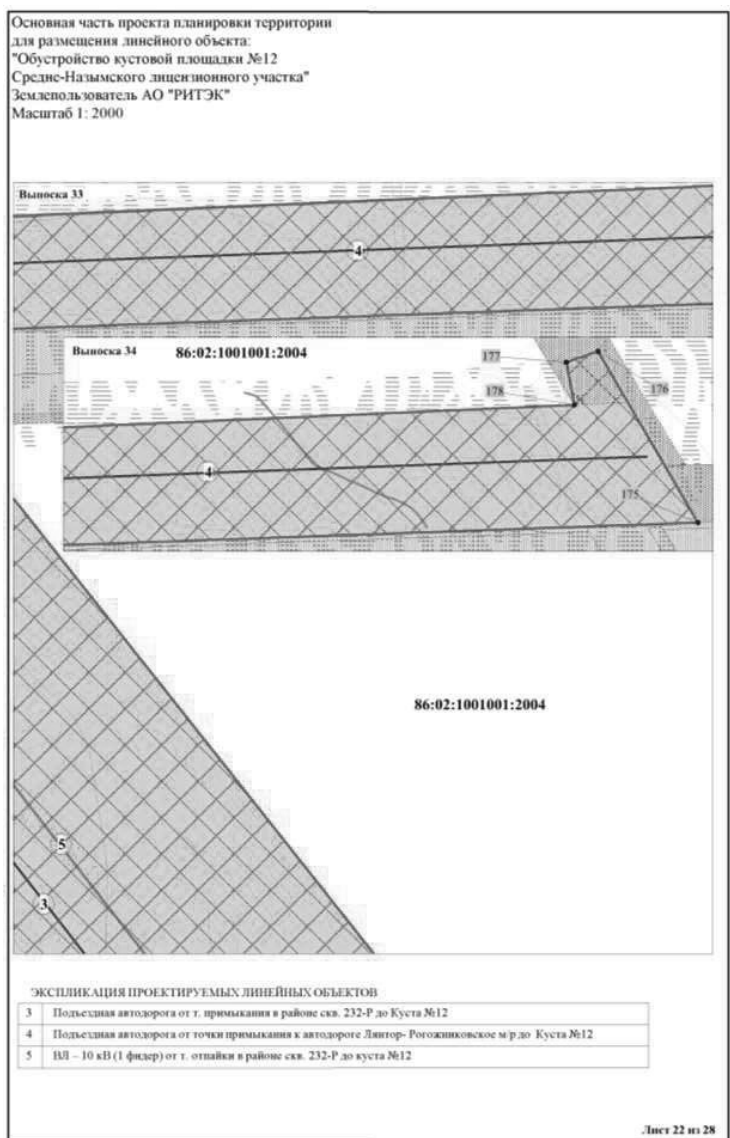 Основная часть проекта планировки территории
для размещения линейного объекта:
"Обустройство кустовой площадки №12
Средне-Назымского лицензионного участка"
Землепользователь АО "РИТЭК"
Масштаб 1: 2000
Выноска 33
4
Выноска 34
86:02:1001001:2004
177
178
176
4
175
86:02:1001001:2004
5
3
ЭКСПЛИКАЦИЯ ПРОЕКТИРУЕМЫХ ЛИНЕЙНЫХ ОБЪЕКТОВ
3 Подъездная автодорога от т. примыкания в районе скв. 232-Р до Куста №12
4 Подъездная автодорога от точки примыкания к автодороге Лянтор- Рогожниковское м/р до Куста №12
5 ВЛ – 10 кВ (1 фидер) от т. отпайки в районе скв. 232-Р до куста №12
Лист 22 из 28